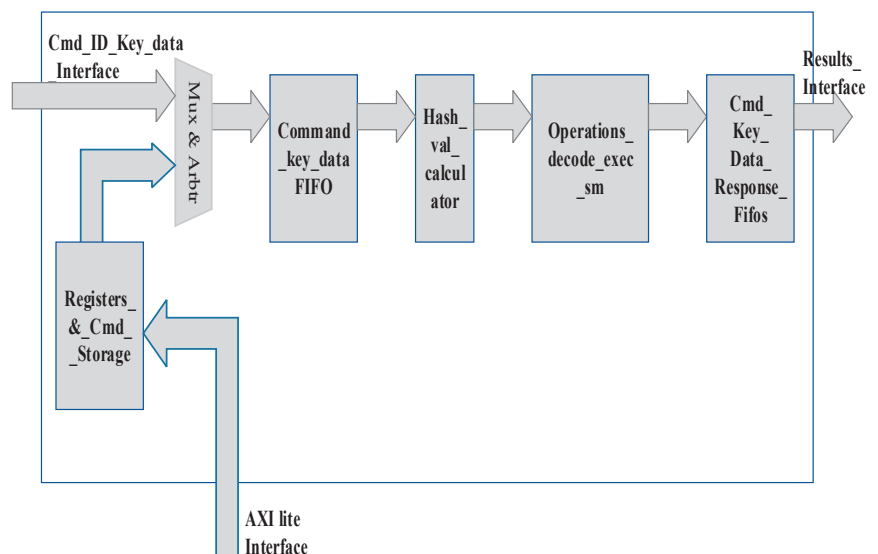 Cmd_ID_Key_data
_Interface
Mux & Arbtr
Command
_key_data
FIFO
Hash_
val_
calcul
ator
Operations_
decode_exec
_sm
Cmd_
Key_
Data_
Response_
Fifos
Results_
Interface
Registers_
&_Cmd_
_Storage
AXI lite
Interface